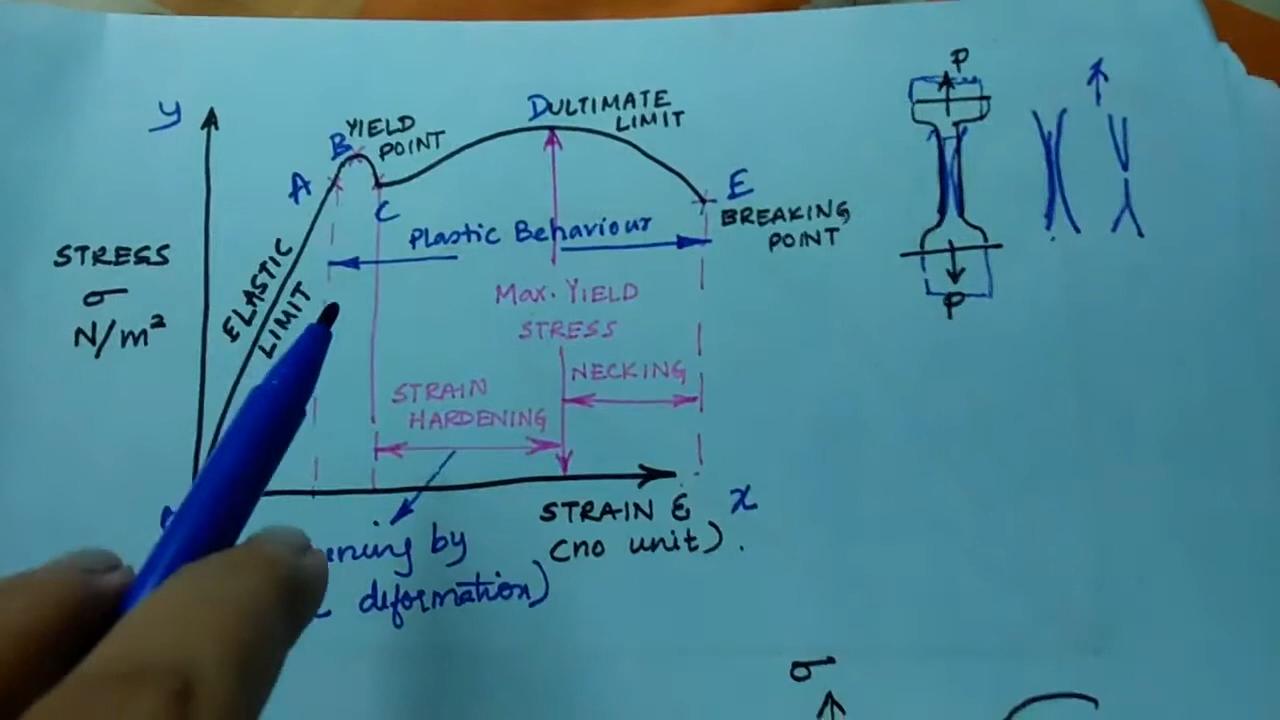 y
B YIELD
POINT
A
C
D ULTIMATE
LIMIT
E
BREAKING
POINT
STRESS
σ
N/m²
ELASTIC
LIMIT
Plastic Behaviour
Max. YIELD
STRESS
NECKING
STRAIN
HARDENING
STRAIN ε
(no unit).
x
by
deformation)
P
P
σ